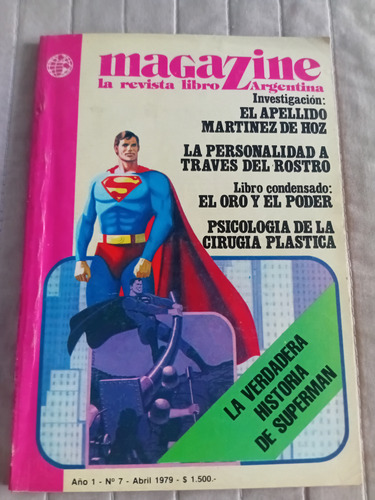 magaZine
la revista libro Argentina
Investigación:
EL APELLIDO
MARTINEZ DE HOZ
LA PERSONALIDAD A
TRAVES DEL ROSTRO
Libro condensado:
EL ORO Y EL PODER
PSICOLOGIA DE LA
CIRUGIA PLASTICA
LA VERDADERA
HISTORIA
DE SUPERMAN
Año 1 - Nº 7 - Abril 1979 - $ 1.500.-